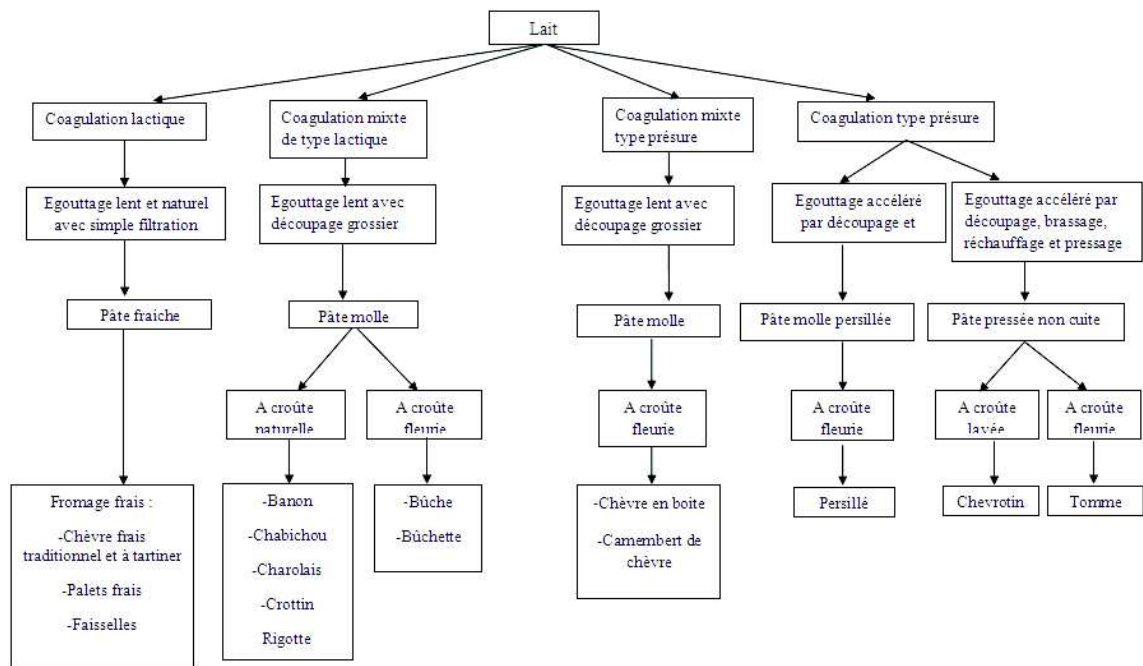 Lait
Coagulation lactique
Coagulation mixte
de type lactique
Coagulation mixte
type présure
Coagulation type présure
Egouttage lent et naturel
avec simple filtration
Egouttage lent avec
découpage grossier
Egouttage lent avec
découpage grossier
Egouttage accéléré
par découpage et
Egouttage accéléré par
découpage, brassage,
réchauffage et pressage
Pâte fraiche
Pâte molle
Pâte molle
Pâte molle persillée
Pâte pressée non cuite
A croûte
naturelle
A croûte
fleurie
A croûte
fleurie
A croûte
fleurie
A croûte
lavée
A croûte
fleurie
Fromage frais :
-Chèvre frais
traditionnel et à tartiner
-Palets frais
-Faisselles
-Banon
-Chabichou
-Charolais
-Crottin
Rigotte
-Bûche
-Bûchette
-Chèvre en boite
-Camembert de
chèvre
Persillé
Chevrotin
Tomme